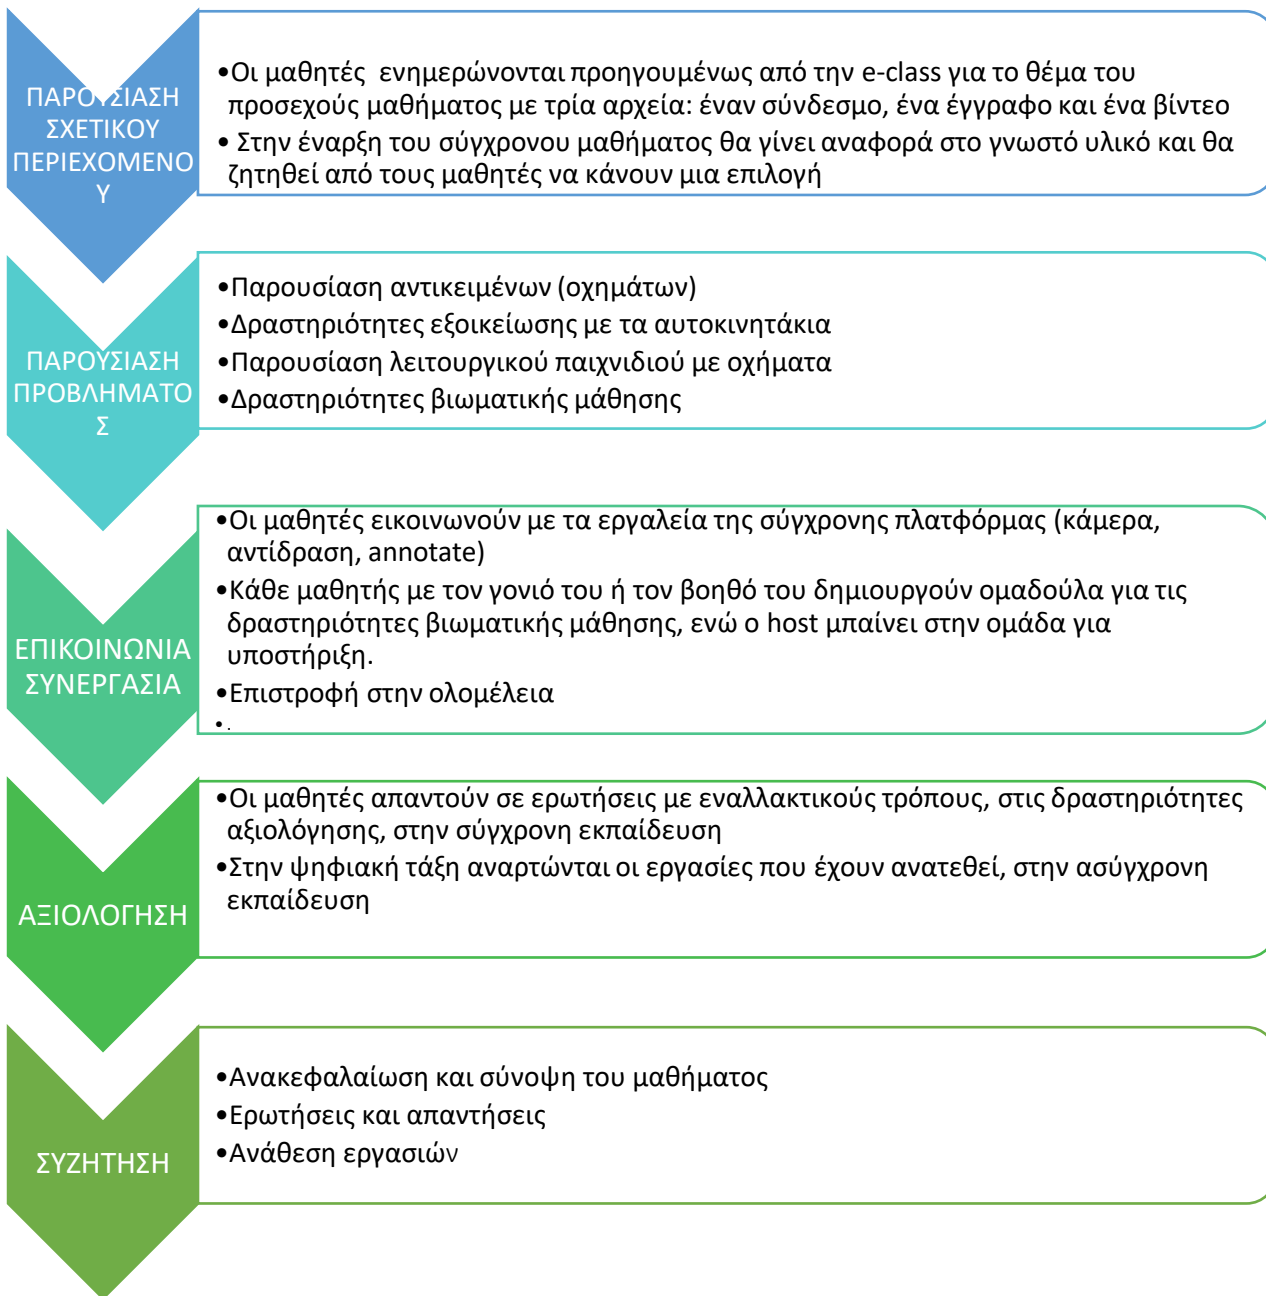 ΠΑΡΟΥΣΙΑΣΗ
ΣΧΕΤΙΚΟΥ
ΠΕΡΙΕΧΟΜΕΝΟ
Υ
•Οι μαθητές  ενημερώνονται προηγουμένως από την e-class για το θέμα του
προσεχούς μαθήματος με τρία αρχεία: έναν σύνδεσμο, ένα έγγραφο και ένα βίντεο
• Στην έναρξη του σύγχρονου μαθήματος θα γίνει αναφορά στο γνωστό υλικό και θα
ζητηθεί από τους μαθητές να κάνουν μια επιλογή
ΠΑΡΟΥΣΙΑΣΗ
ΠΡΟΒΛΗΜΑΤΟ
Σ
•Παρουσίαση αντικειμένων (οχημάτων)
•Δραστηριότητες εξοικείωσης με τα αυτοκινητάκια
•Παρουσίαση λειτουργικού παιχνιδιού με οχήματα
•Δραστηριότητες βιωματικής μάθησης
ΕΠΙΚΟΙΝΩΝΙΑ
ΣΥΝΕΡΓΑΣΙΑ
•Οι μαθητές εικοινωνούν με τα εργαλεία της σύγχρονης πλατφόρμας (κάμερα,
αντίδραση, annotate)
•Κάθε μαθητής με τον γονιό του ή τον βοηθό του δημιουργούν ομαδούλα για τις
δραστηριότητες βιωματικής μάθησης, ενώ ο host μπαίνει στην ομάδα για
υποστήριξη.
•Επιστροφή στην ολομέλεια
• .
ΑΞΙΟΛΟΓΗΣΗ
•Οι μαθητές απαντούν σε ερωτήσεις με εναλλακτικούς τρόπους, στις δραστηριότητες
αξιολόγησης, στην σύγχρονη εκπαίδευση
•Στην ψηφιακή τάξη αναρτώνται οι εργασίες που έχουν ανατεθεί, στην ασύγχρονη
εκπαίδευση
ΣΥΖΗΤΗΣΗ
•Ανακεφαλαίωση και σύνοψη του μαθήματος
•Ερωτήσεις και απαντήσεις
•Ανάθεση εργασιών